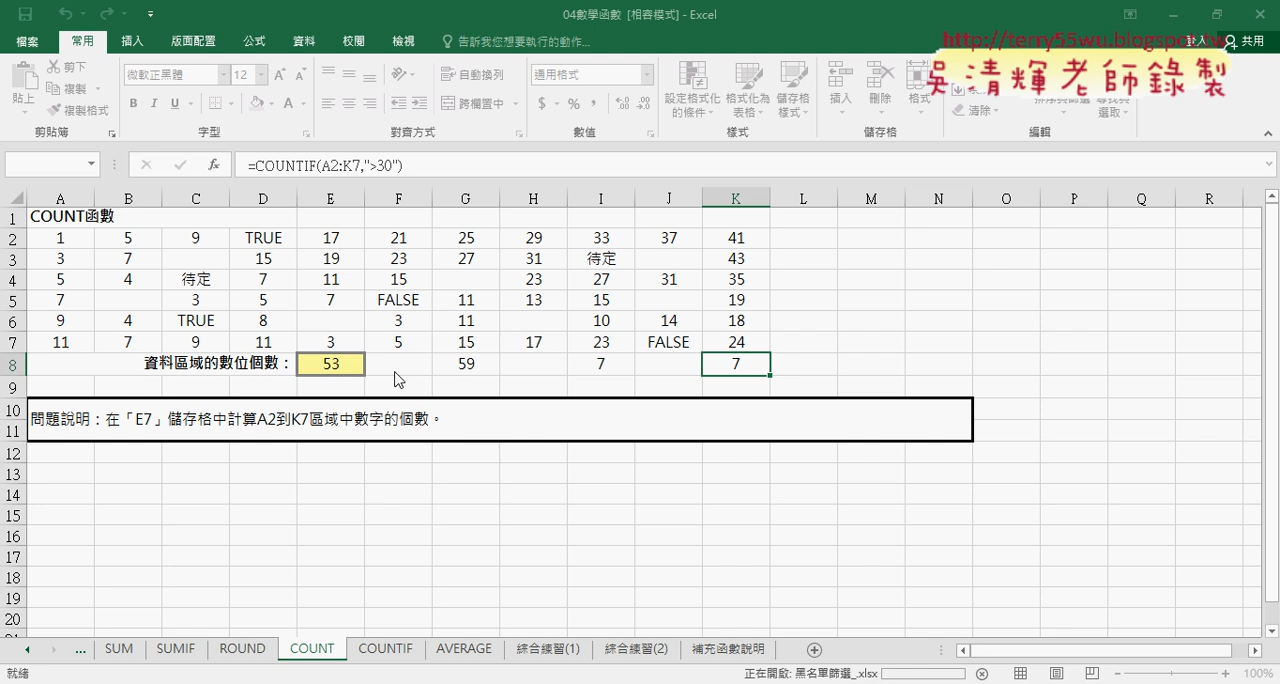 04數學函數 [相容模式] - Excel
檔案 常用 插入 版面配置 公式 資料 校閱 檢視 告訴我您想要執行的動作... 登入 共用
http://terry55wu.blogspot.tw
吳清輝老師錄製
剪下 微軟正黑體 12 自動換列 通用格式
貼上 複製 跨欄置中 設定格式化的條件 格式化為表格 儲存格樣式 插入 刪除 格式
複製格式 清除 選取
剪貼簿 字型 對齊方式 數值 樣式 儲存格 編輯
=COUNTIF(A2:K7,">30")
A B C D E F G H I J K L M N O P Q R
1 COUNT函數
2 1 5 9 TRUE 17 21 25 29 33 37 41
3 3 7 15 19 23 27 31 待定 43
4 5 4 待定 7 11 15 23 27 31 35
5 7 3 5 7 FALSE 11 13 15 19
6 9 4 TRUE 8 3 11 10 14 18
7 11 7 9 11 3 5 15 17 23 FALSE 24
8 資料區域的數位個數： 53 59 7 7
9
10
問題說明：在「E7」儲存格中計算A2到K7區域中數字的個數。
11
12
13
14
15
16
17
18
19
20
... SUM SUMIF ROUND COUNT COUNTIF AVERAGE 綜合練習(1) 綜合練習(2) 補充函數說明
就緒 正在開啟: 黑名單篩選_.xlsx 100%